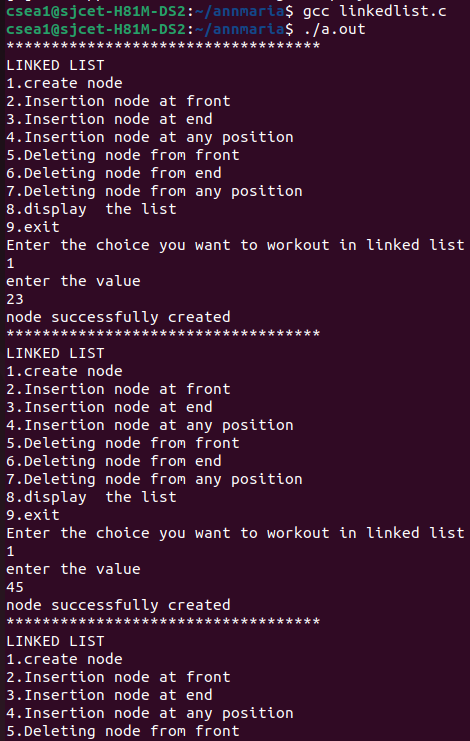 csea1@sjcet-H81M-DS2:~/annmaria$ gcc linkedlist.c
csea1@sjcet-H81M-DS2:~/annmaria$ ./a.out
***********************************
LINKED LIST
1.create node
2.Insertion node at front
3.Insertion node at end
4.Insertion node at any position
5.Deleting node from front
6.Deleting node from end
7.Deleting node from any position
8.display  the list
9.exit
Enter the choice you want to workout in linked list
1
enter the value
23
node successfully created
***********************************
LINKED LIST
1.create node
2.Insertion node at front
3.Insertion node at end
4.Insertion node at any position
5.Deleting node from front
6.Deleting node from end
7.Deleting node from any position
8.display  the list
9.exit
Enter the choice you want to workout in linked list
1
enter the value
45
node successfully created
***********************************
LINKED LIST
1.create node
2.Insertion node at front
3.Insertion node at end
4.Insertion node at any position
5.Deleting node from front